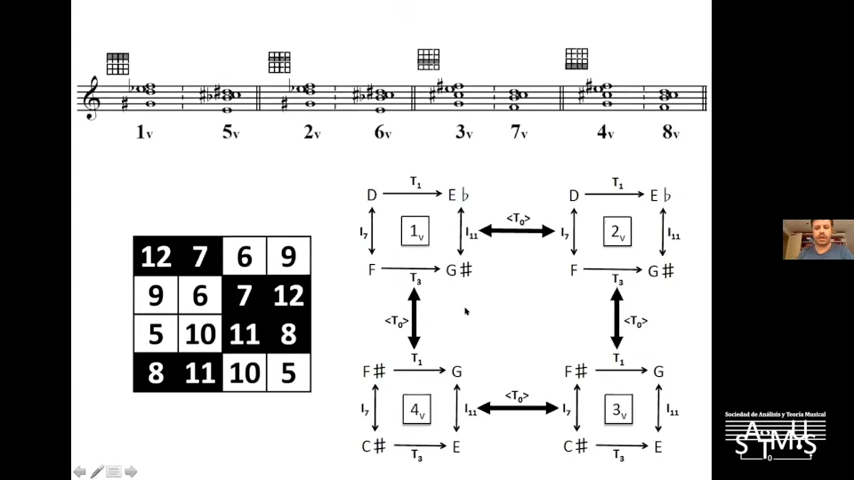 1v 5v 2v 6v 3v 7v 4v 8v
12 7 6 9
9 6 7 12
5 10 11 8
8 11 10 5
D T1 E♭
I7 1v I11
F T3 G♯
<T0>
D T1 E♭
I7 2v I11
F T3 G♯
<T0>
<T0>
F♯ T1 G
I7 4v I11
C♯ T3 E
<T0>
F♯ T1 G
I7 3v I11
C♯ T3 E
Sociedad de Análisis y Teoría Musical
SATMUS
T0